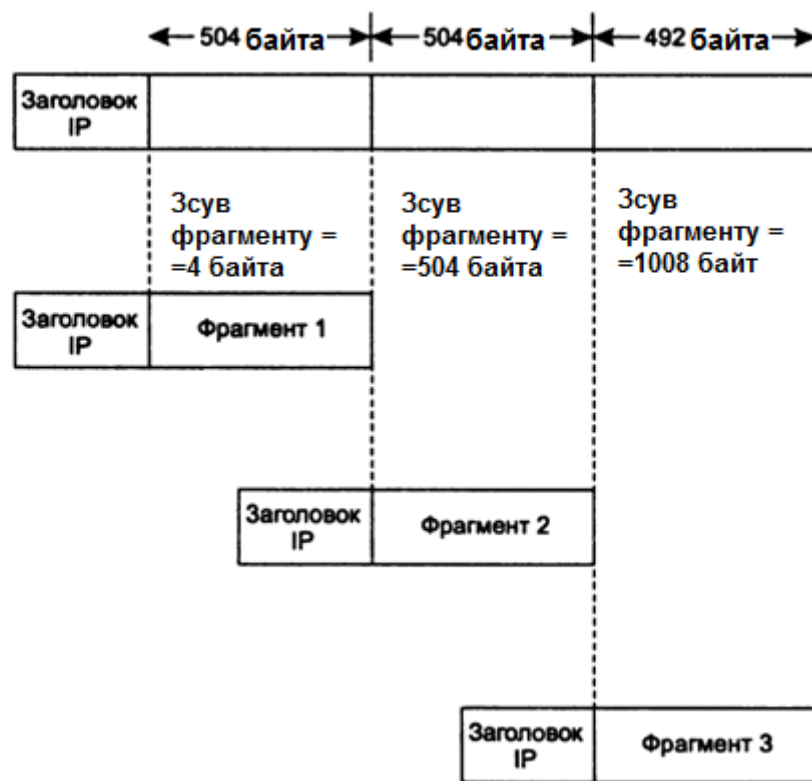 504 байта
504 байта
492 байта
Заголовок
IP
Зсув
фрагменту =
=4 байта
Зсув
фрагменту =
=504 байта
Зсув
фрагменту =
=1008 байт
Заголовок
IP
Фрагмент 1
Заголовок
IP
Фрагмент 2
Заголовок
IP
Фрагмент 3